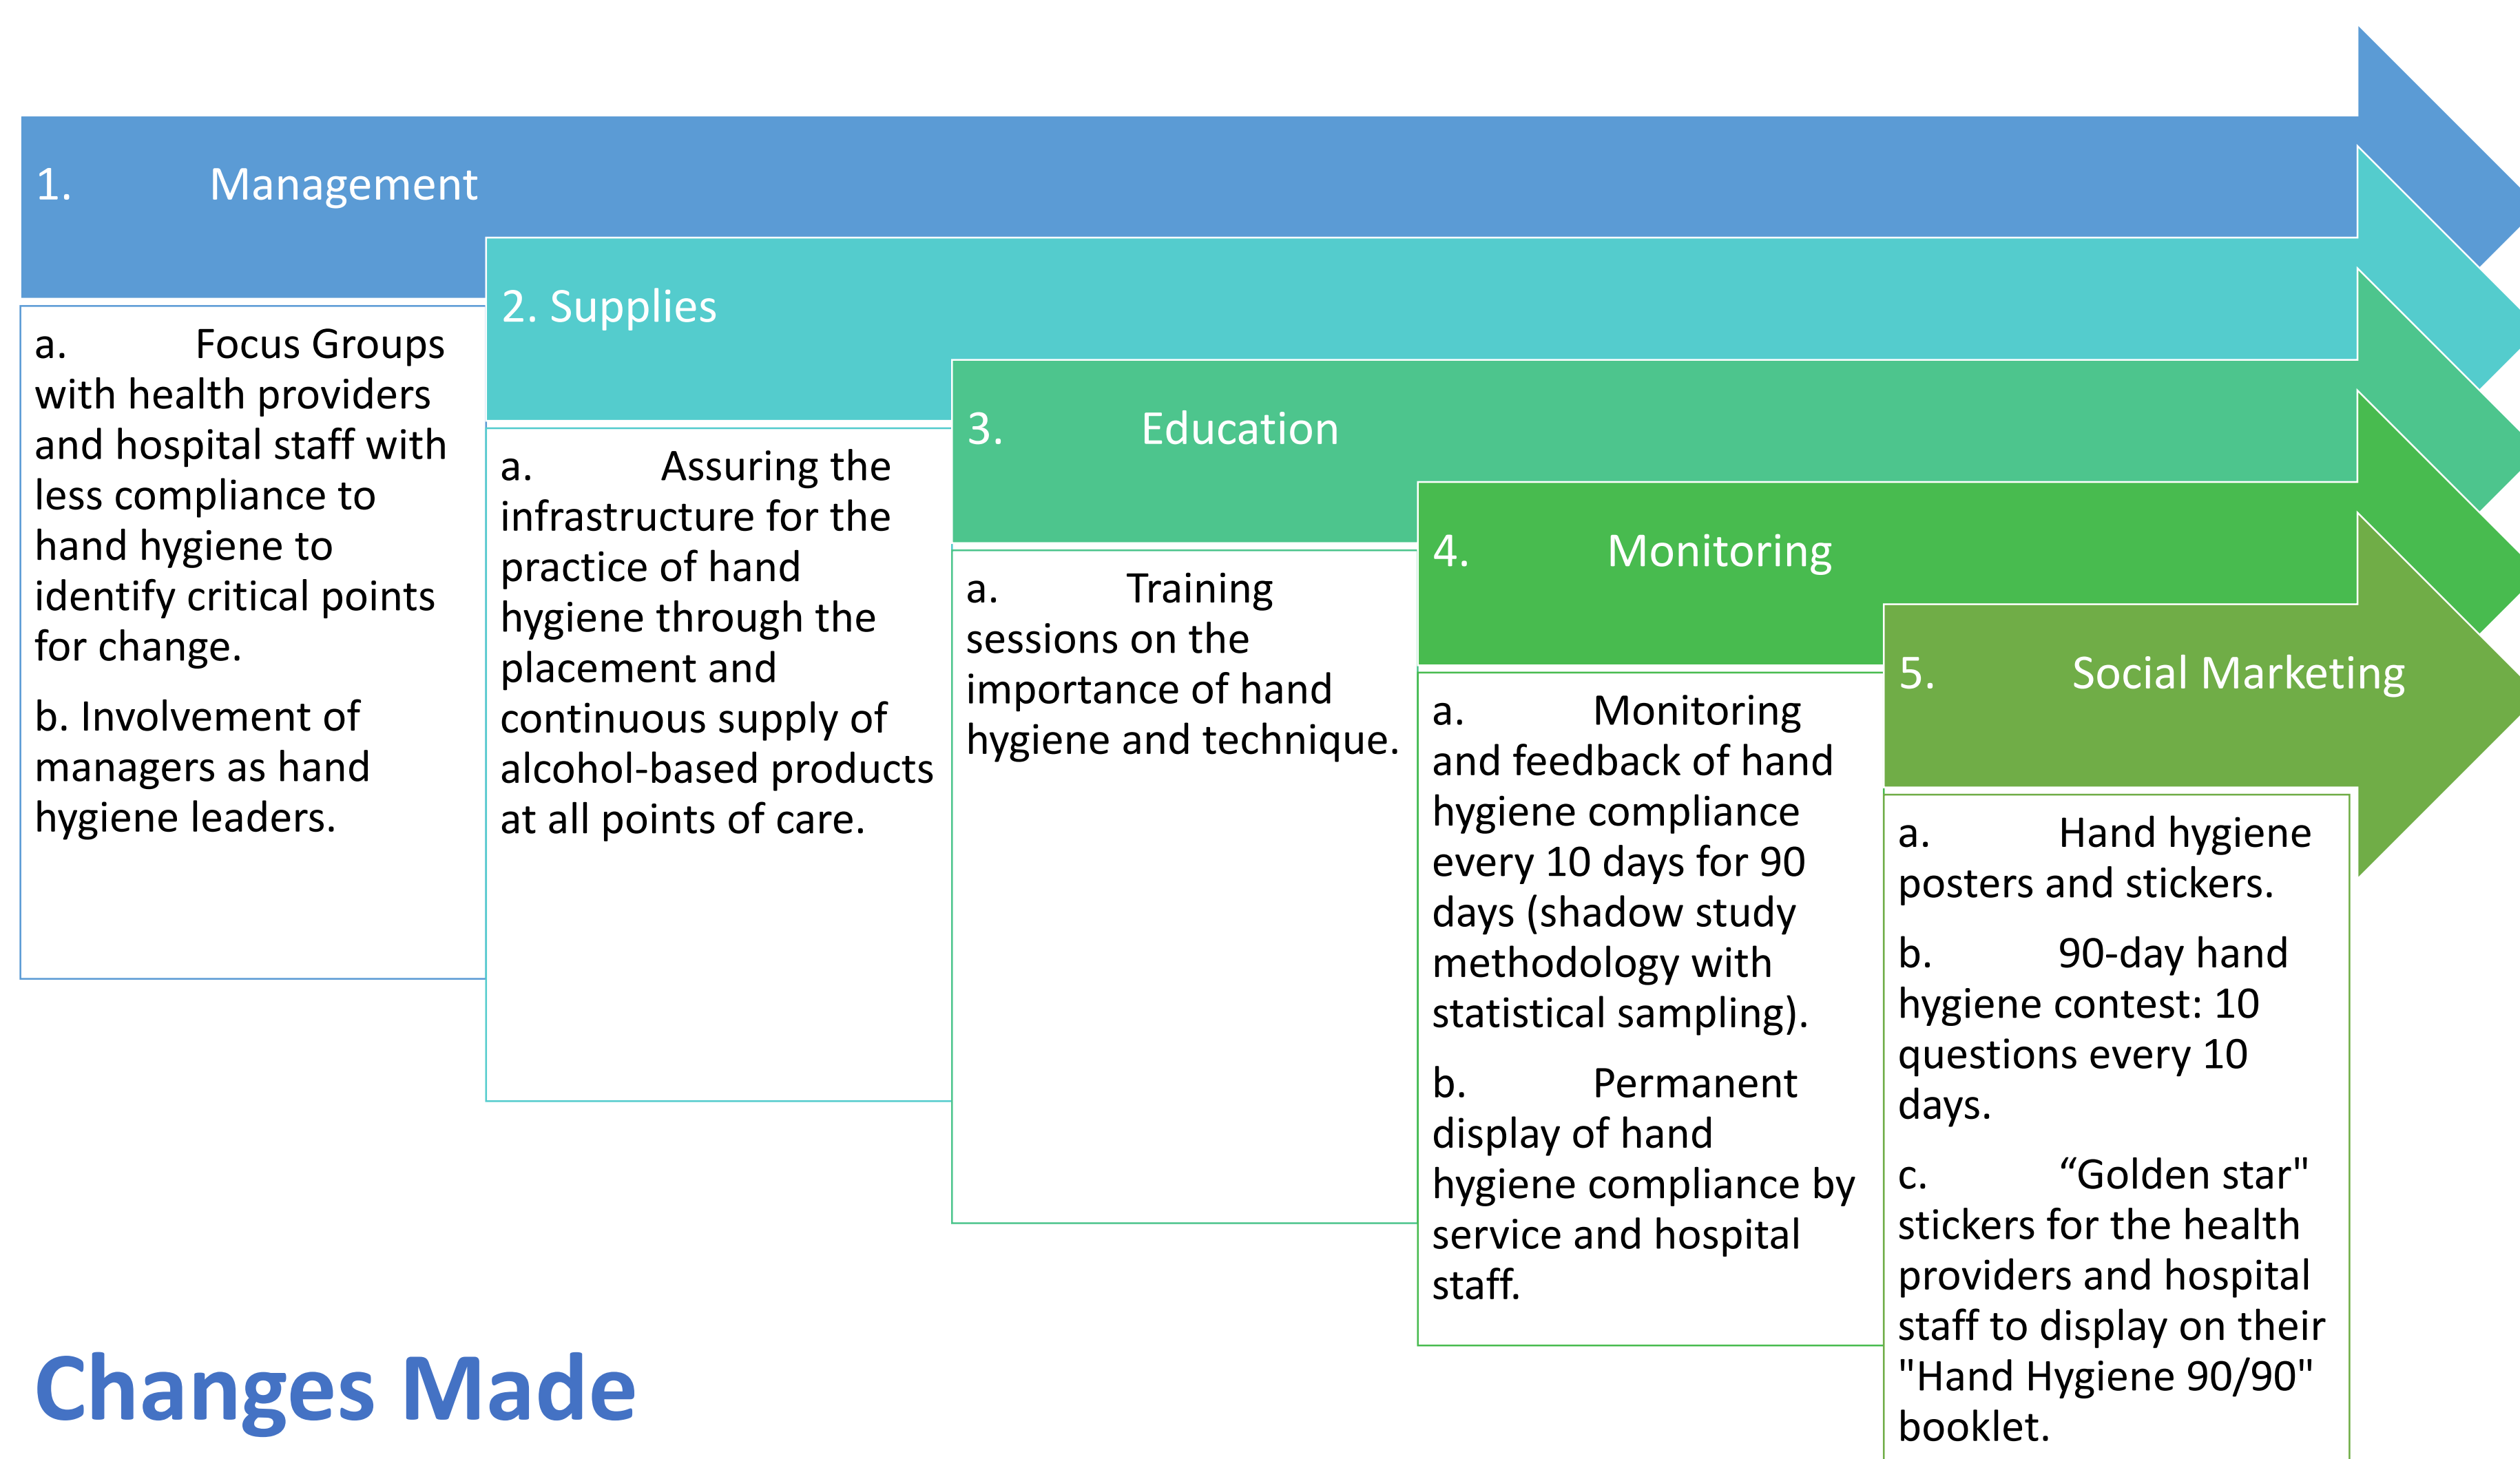 1. Management
a. Focus Groups
with health providers
and hospital staff with
less compliance to
hand hygiene to
identify critical points
for change.
b. Involvement of
managers as hand
hygiene leaders.
2. Supplies
a. Assuring the
infrastructure for the
practice of hand
hygiene through the
placement and
continuous supply of
alcohol-based products
at all points of care.
3. Education
a. Training
sessions on the
importance of hand
hygiene and technique.
4. Monitoring
a. Monitoring
and feedback of hand
hygiene compliance
every 10 days for 90
days (shadow study
methodology with
statistical sampling).
b. Permanent
display of hand
hygiene compliance by
service and hospital
staff.
5. Social Marketing
a. Hand hygiene
posters and stickers.
b. 90-day hand
hygiene contest: 10
questions every 10
days.
c. “Golden star"
stickers for the health
providers and hospital
staff to display on their
"Hand Hygiene 90/90"
booklet.
Changes Made